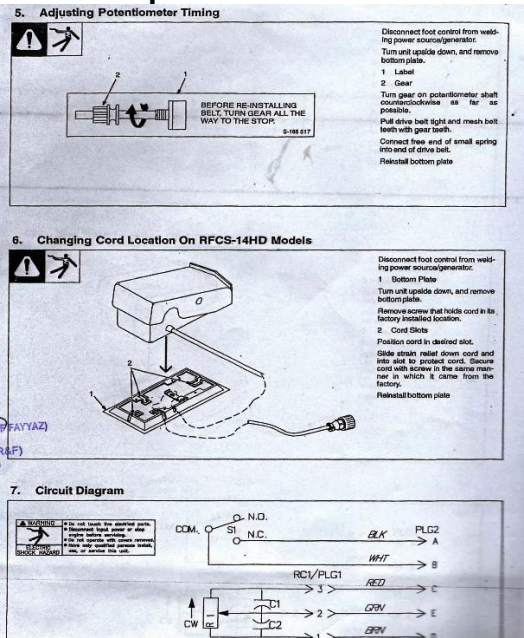 5. Adjusting Potentiometer Timing
Disconnect foot control from weld-
ing power source/generator.
Turn unit upside down, and remove
bottom plate.
1 Label
2 Gear
Turn gear on potentiometer shaft
counterclockwise as far as
possible.
Pull drive belt tight and mesh belt
teeth with gear teeth.
Connect free end of small spring
into end of drive belt.
Reinstall bottom plate
2
1
BEFORE RE-INSTALLING
BELT, TURN GEAR ALL THE
WAY TO THE STOP.
S-166 017
6. Changing Cord Location On RFCS-14HD Models
Disconnect foot control from weld-
ing power source/generator.
1 Bottom Plate
Turn unit upside down, and remove
bottom plate.
Remove screw that holds cord in its
factory installed location.
2 Cord Slots
Position cord in desired slot.
Slide strain relief down cord and
into slot to protect cord. Secure
cord with screw in the same man-
ner in which it came from the
factory.
Reinstall bottom plate
2
1
FAYYAZ)
&F)
7. Circuit Diagram
WARNING
ELECTRIC
SHOCK HAZARD
Do not touch live electrical parts.
Disconnect input power or stop
engine before servicing.
Do not operate with covers removed.
Have only qualified persons install,
use, or service this unit.
N.O.
COM. S1 N.C.
BLK PLG2
A
WHT B
RC1/PLG1
3 RED C
C1
CW R1 2 GRN E
C2
1 BRN